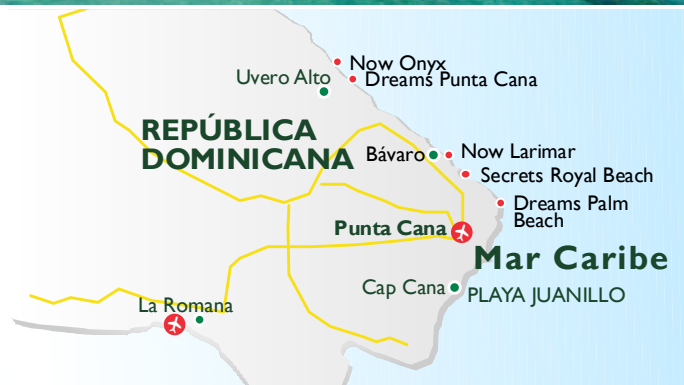 Now Onyx
Uvero Alto
Dreams Punta Cana
REPÚBLICA
DOMINICANA
Bávaro
Now Larimar
Secrets Royal Beach
Dreams Palm
Beach
Punta Cana
Mar Caribe
Cap Cana
PLAYA JUANILLO
La Romana